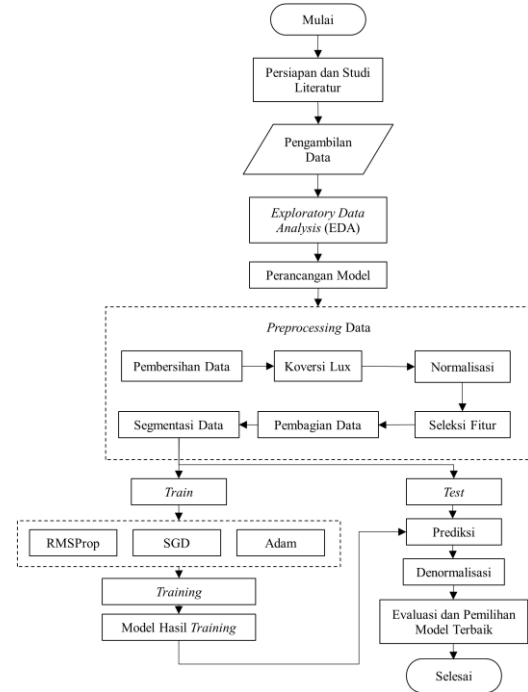 Mulai
Persiapan dan Studi
Literatur
Pengambilan
Data
Exploratory Data
Analysis (EDA)
Perancangan Model
Preprocessing Data
Pembersihan Data
Koversi Lux
Normalisasi
Segmentasi Data
Pembagian Data
Seleksi Fitur
Train
Test
RMSProp
SGD
Adam
Prediksi
Denormalisasi
Training
Model Hasil Training
Evaluasi dan Pemilihan
Model Terbaik
Selesai